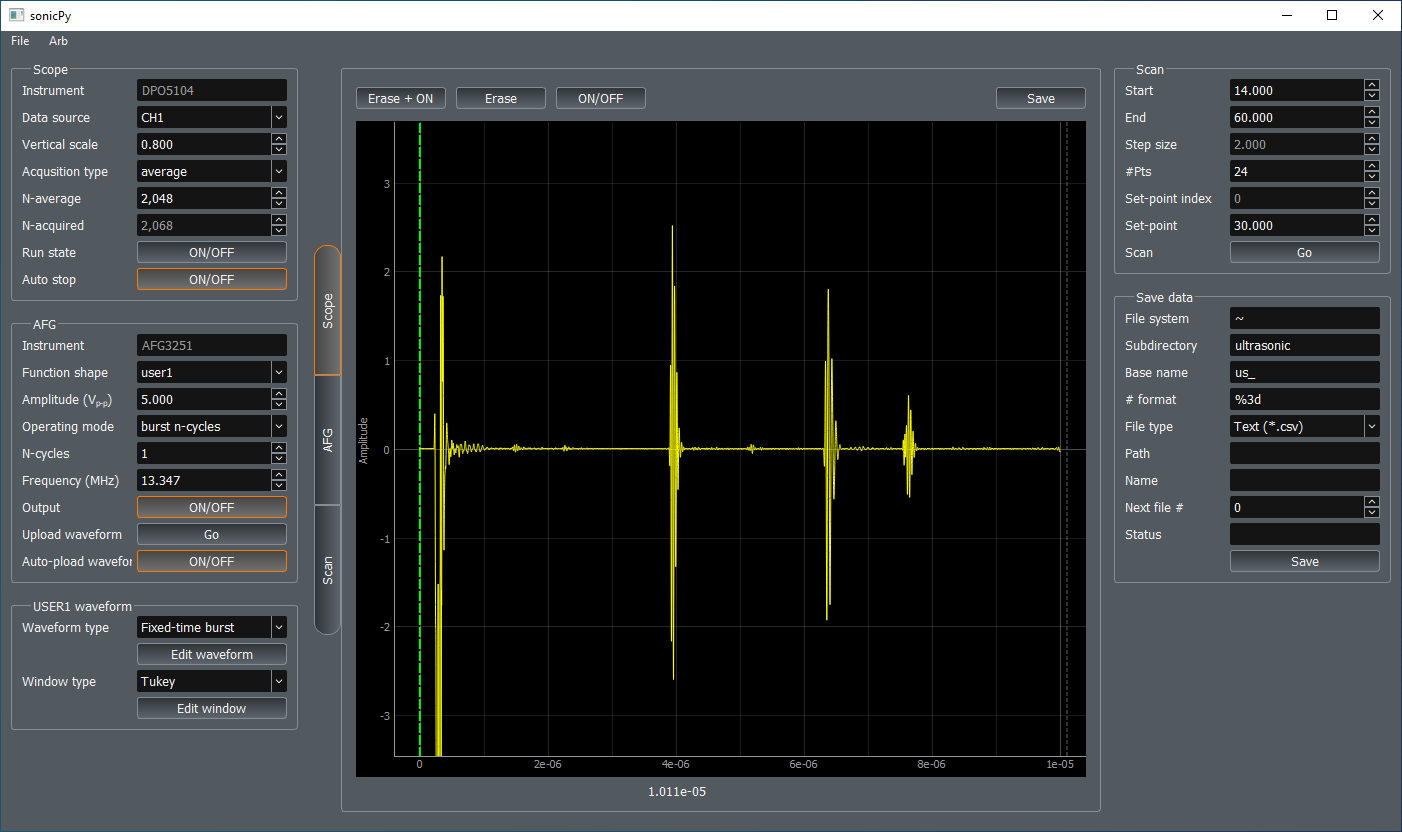 sonicPy
File Arb
Scope
Instrument DPO5104
Data source CH1
Vertical scale 0.800
Acqusition type average
N-average 2,048
N-acquired 2,068
Run state ON/OFF
Auto stop ON/OFF
AFG
Instrument AFG3251
Function shape user1
Amplitude (Vp-p) 5.000
Operating mode burst n-cycles
N-cycles 1
Frequency (MHz) 13.347
Output ON/OFF
Upload waveform Go
Auto-pload wavefor ON/OFF
USER1 waveform
Waveform type Fixed-time burst
Edit waveform
Window type Tukey
Edit window
Scope
AFG
Scan
Erase + ON Erase ON/OFF Save
Amplitude
3
2
1
0
-1
-2
-3
0 2e-06 4e-06 6e-06 8e-06 1e-05
1.011e-05
Scan
Start 14.000
End 60.000
Step size 2.000
#Pts 24
Set-point index 0
Set-point 30.000
Scan Go
Save data
File system ~
Subdirectory ultrasonic
Base name us_
# format %3d
File type Text (*.csv)
Path
Name
Next file # 0
Status
Save